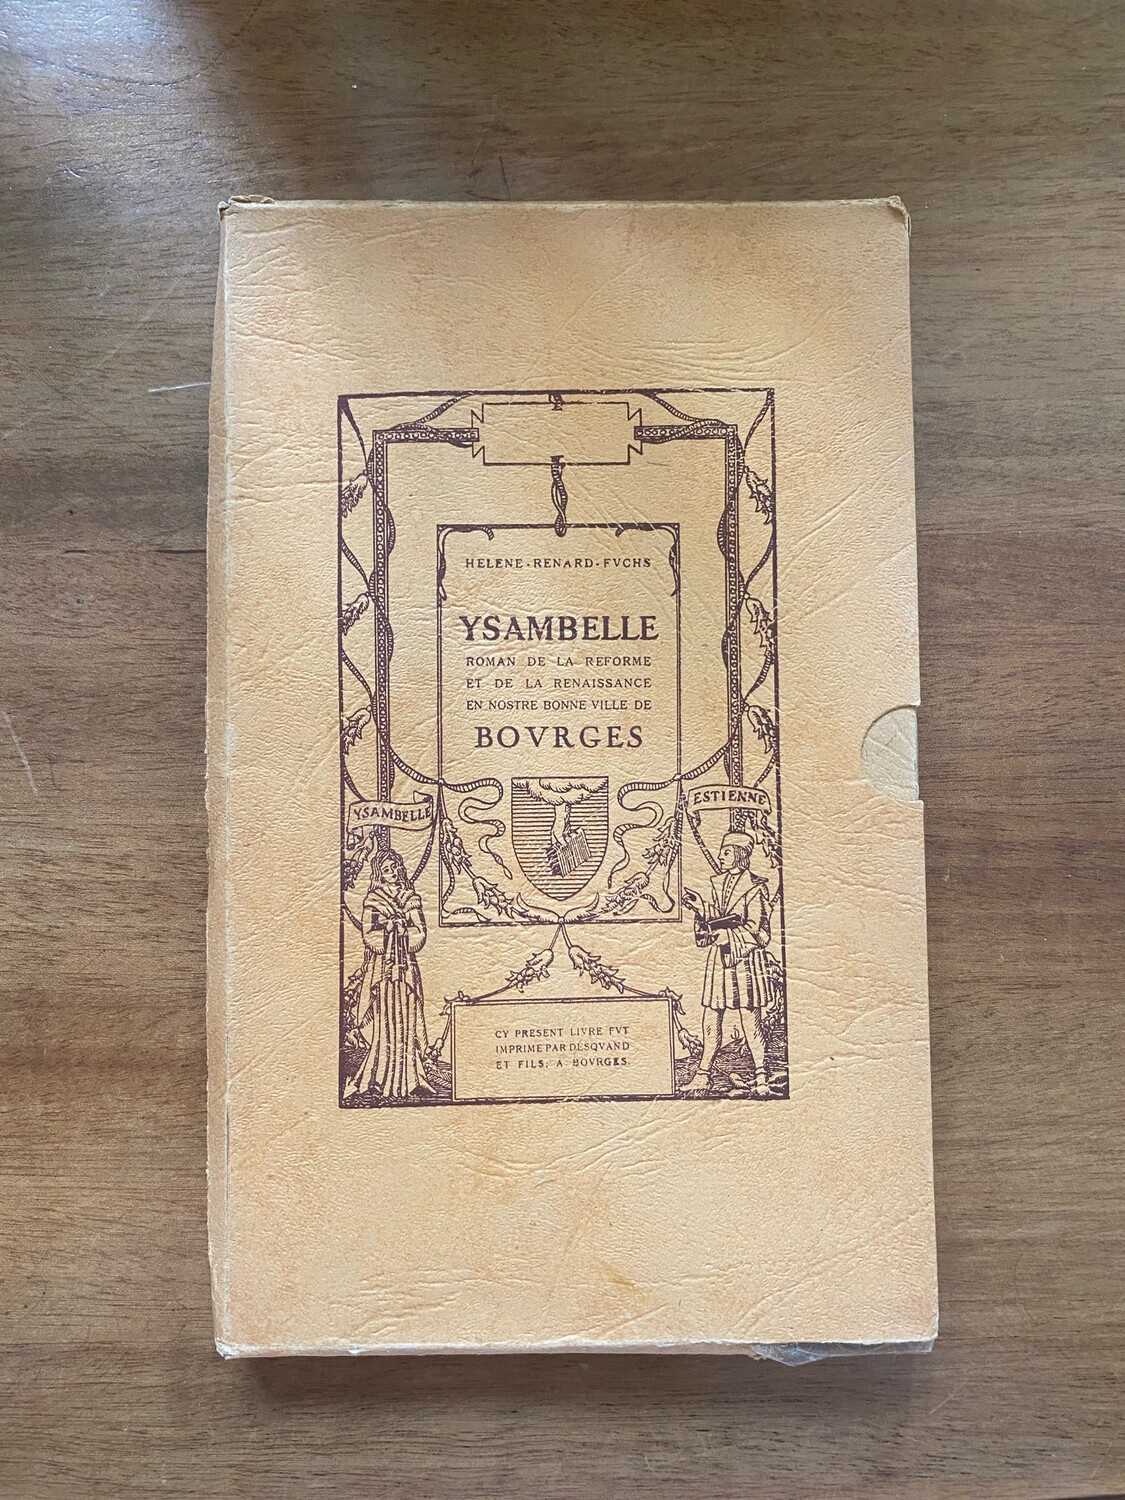 HELENE-RENARD-FVCHS
YSAMBELLE
ROMAN DE LA REFORME
ET DE LA RENAISSANCE
EN NOSTRE BONNE VILLE DE
BOVRGES
YSAMBELLE
ESTIENNE
CY PRESENT LIVRE FVT
IMPRIME PAR DESQVAND
ET FILS; A BOVRGES.